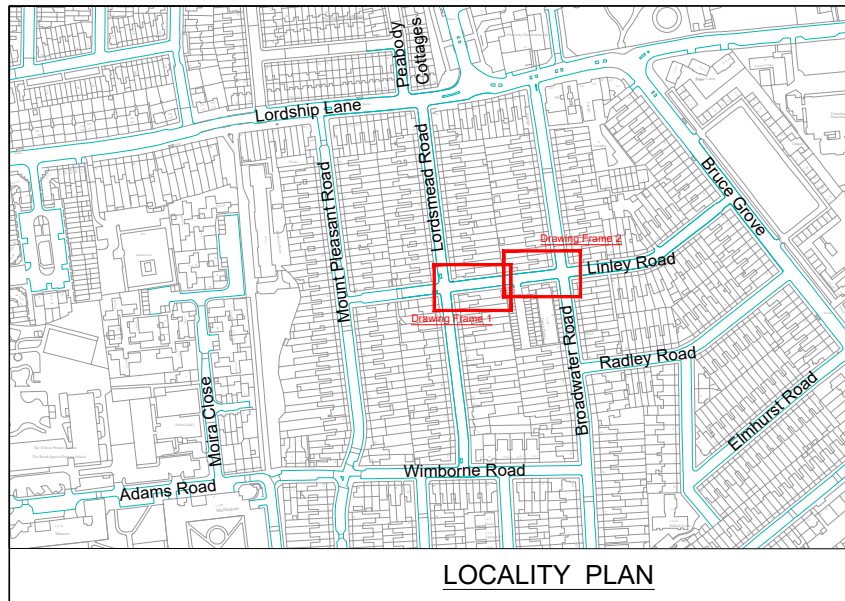 Peabody
Cottages
Lordship Lane
Mount Pleasant Road
Lordsmead Road
Bruce Grove
Drawing Frame 2
Linley Road
Drawing Frame 1
Broadwater Road
Radley Road
Moira Close
Elmhurst Road
Wimborne Road
Adams Road
LOCALITY PLAN